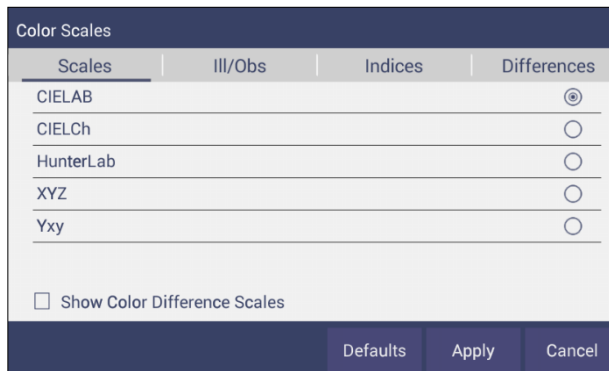 Color Scales
Scales Ill/Obs Indices Differences
CIELAB
CIELCh
HunterLab
XYZ
Yxy
Show Color Difference Scales
Defaults Apply Cancel